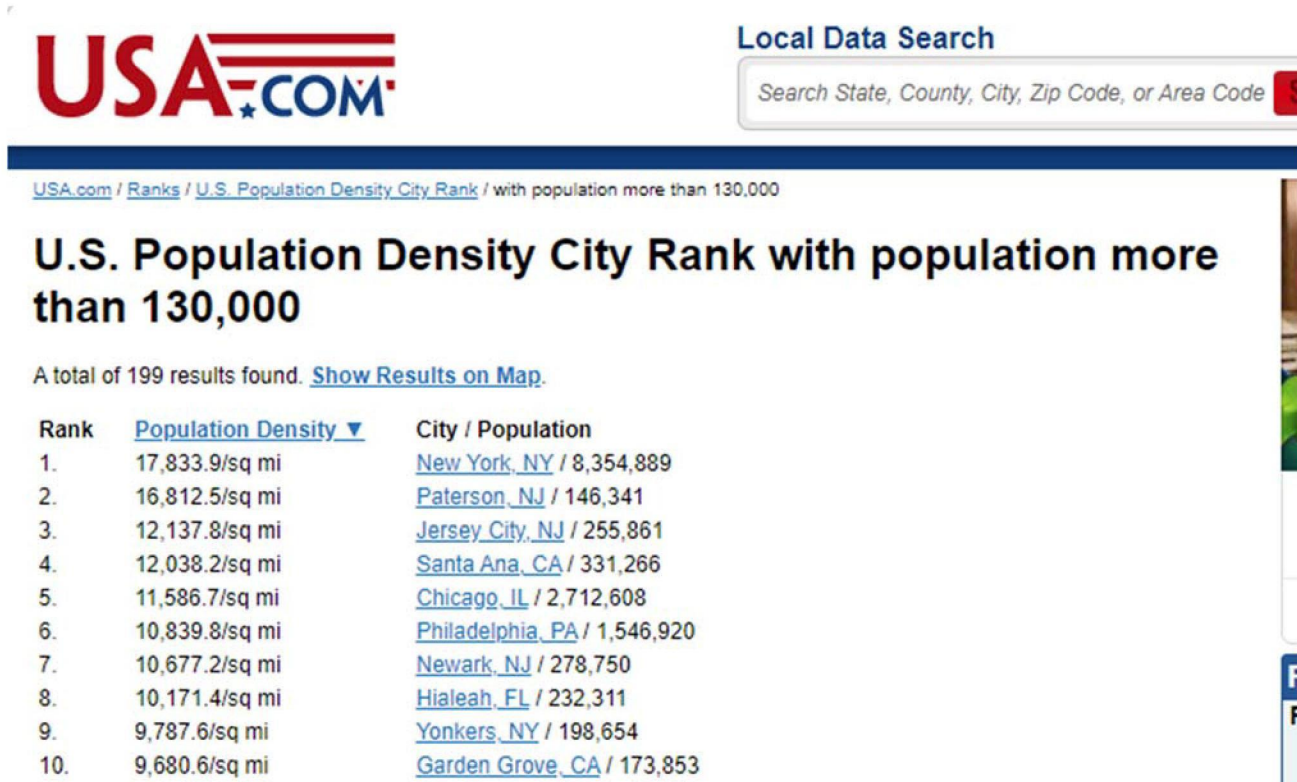 USA.COM
Local Data Search
Search State, County, City, Zip Code, or Area Code
USA.com / Ranks / U.S. Population Density City Rank / with population more than 130,000
U.S. Population Density City Rank with population more
than 130,000
A total of 199 results found. Show Results on Map.
Rank Population Density ▼ City / Population
1. 17,833.9/sq mi New York, NY / 8,354,889
2. 16,812.5/sq mi Paterson, NJ / 146,341
3. 12,137.8/sq mi Jersey City, NJ / 255,861
4. 12,038.2/sq mi Santa Ana, CA / 331,266
5. 11,586.7/sq mi Chicago, IL / 2,712,608
6. 10,839.8/sq mi Philadelphia, PA / 1,546,920
7. 10,677.2/sq mi Newark, NJ / 278,750
8. 10,171.4/sq mi Hialeah, FL / 232,311
9. 9,787.6/sq mi Yonkers, NY / 198,654
10. 9,680.6/sq mi Garden Grove, CA / 173,853